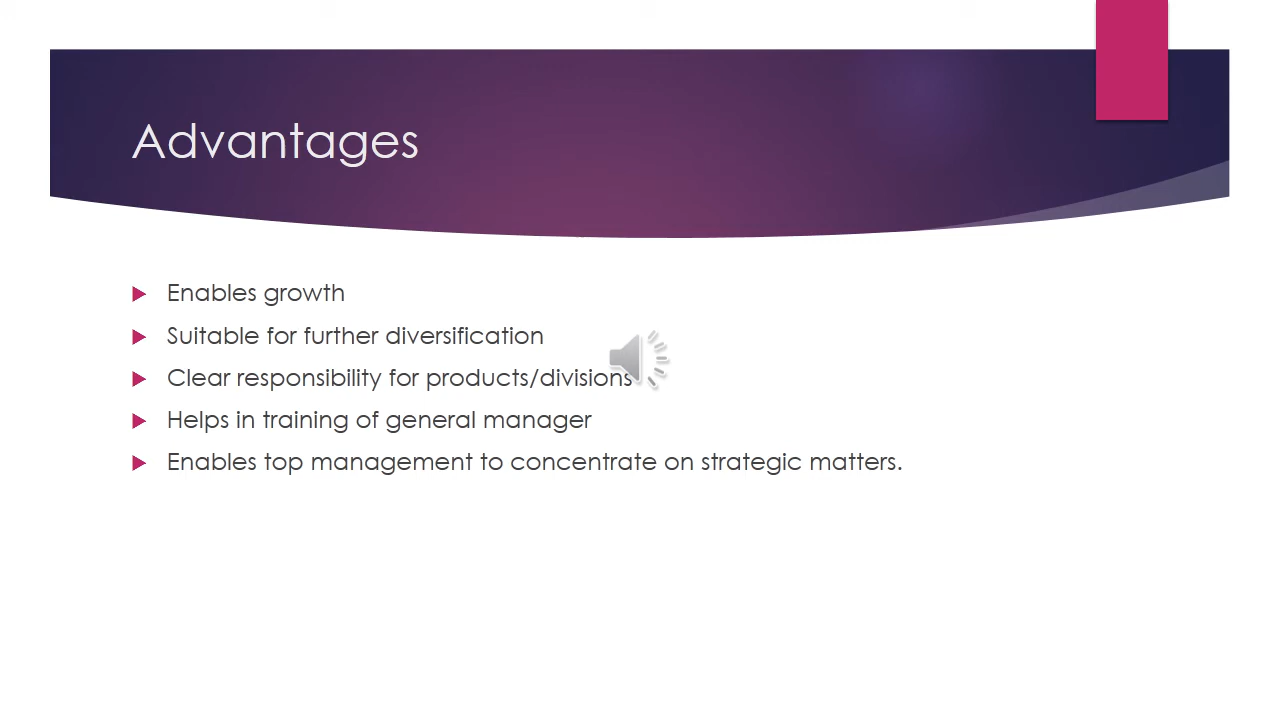 Advantages
Enables growth
Suitable for further diversification
Clear responsibility for products/divisions
Helps in training of general manager
Enables top management to concentrate on strategic matters.